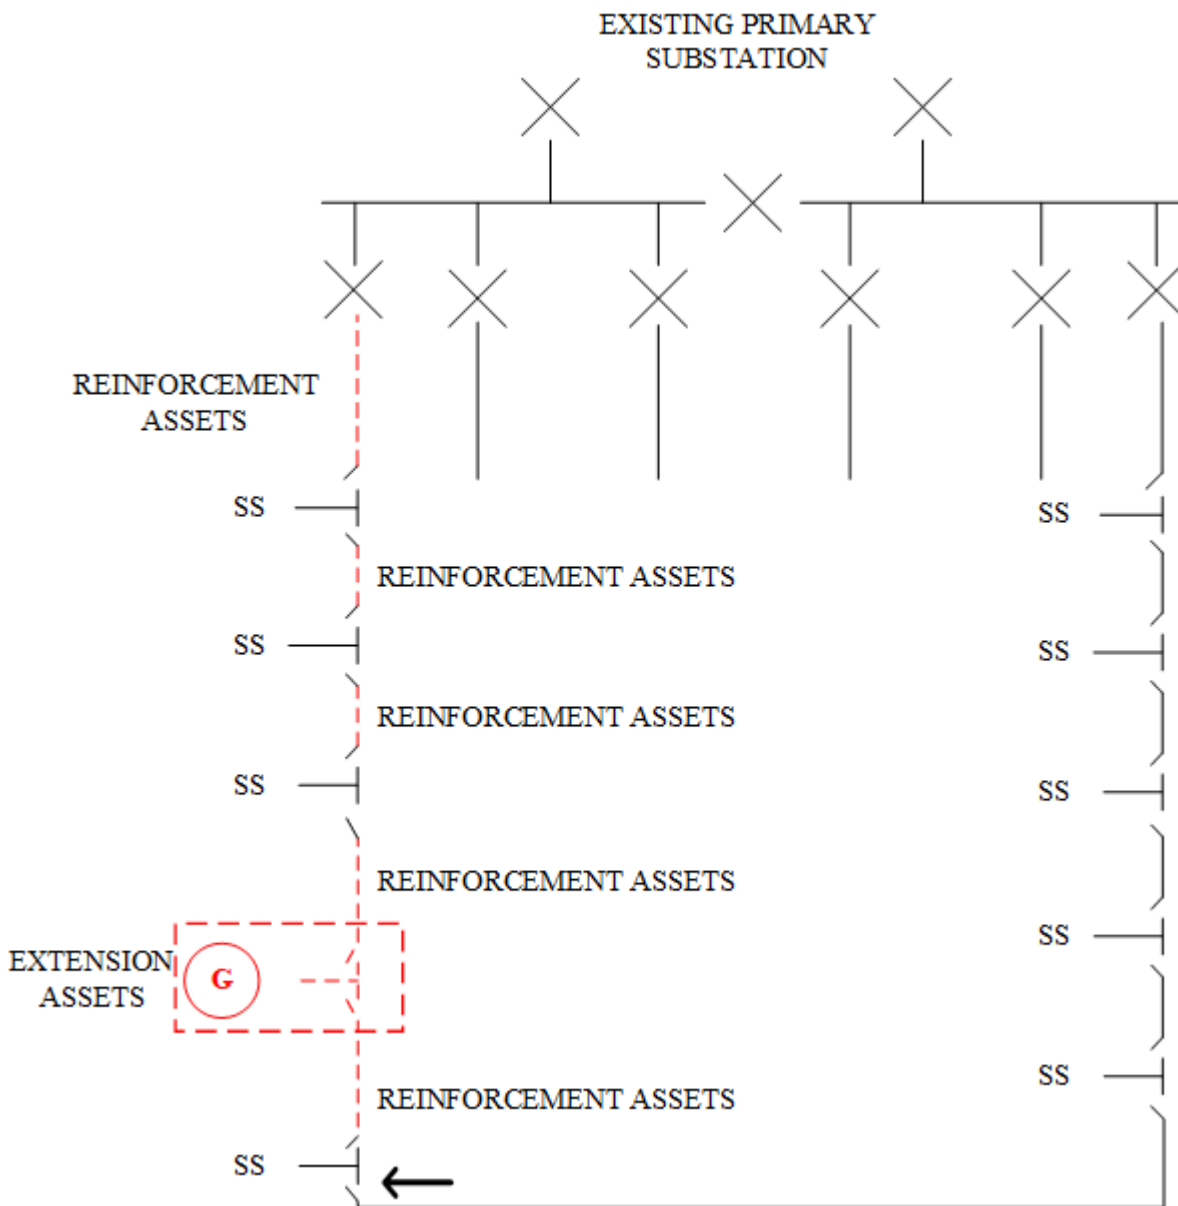 EXISTING PRIMARY
SUBSTATION
REINFORCEMENT
ASSETS
SS
SS
REINFORCEMENT ASSETS
SS
SS
REINFORCEMENT ASSETS
SS
SS
REINFORCEMENT ASSETS
SS
EXTENSION
ASSETS
G
SS
REINFORCEMENT ASSETS
SS